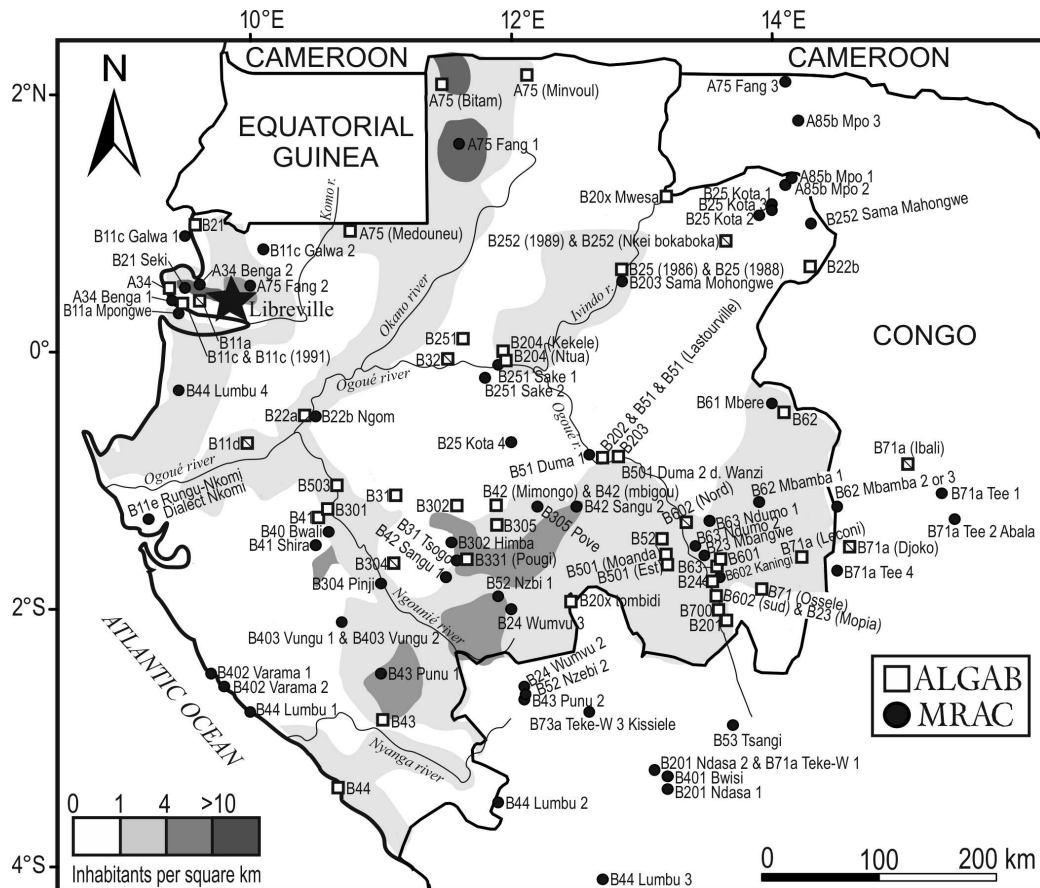 10°E
12°E
14°E
CAMEROON
CAMEROON
N
2°N
A75 (Bitam)
A75 (Minvoul)
A75 Fang 3
A85b Mpo 3
EQUATORIAL
GUINEA
A75 Fang 1
Komo r.
A85b Mpo 1
A85b Mpo 2
B20x Mwesa
B25 Kota 1
B25 Kota 3
B25 Kota 2
B252 Sama Mahongwe
B21
B11c Galwa 1
A75 (Medouneu)
B11c Galwa 2
B252 (1989) & B252 (Nkei bokaboka)
B21 Seki
A34 Benga 2
A34
A75 Fang 2
A34 Benga 1
Libreville
B11a Mpongwe
B11a
B11c & B11c (1991)
Okano river
Ivindo r.
B25 (1986) & B25 (1988)
B203 Sama Mohongwe
B22b
CONGO
0°
B251
B32
B204 (Kekele)
B204 (Ntua)
B251 Sake 1
B251 Sake 2
Ogoué river
Ogoué r.
B202 & B51 & B51 (Lastourville)
B203
B44 Lumbu 4
B22a
B22b Ngom
B61 Mbere
B62
B11d
B25 Kota 4
B51 Duma 1
B501 Duma 2 d. Wanzi
B71a (Ibali)
Ogoué river
B503
B31
B302
B42 (Mimongo) & B42 (mbigou)
B602 (Nord)
B62 Mbamba 1
B62 Mbamba 2 or 3
B71a Tee 1
B11e Rungu-Nkomi
Dialect Nkomi
B41
B301
B305
B305 Pove
B42 Sangu 2
B63 Ndumo 1
B71a Tee 2 Abala
B40 Bwali
B41 Shira
B31 Tsogo
B302 Himba
B52
B63 Ndumo 2
B23 Mbangwe
B71a (Leconi)
B71a (Djoko)
B304
B42 Sangu 1
B331 (Pougi)
B501 (Moanda)
B501 (Est)
B63
B601
B602 Kaningi
B71a Tee 4
B304 Pinji
B52 Nzbi 1
B244
B71 (Ossele)
2°S
Ngounié river
B24 Wumvu 3
B20x tombidi
B602 (sud) & B23 (Mopia)
B700
B201
B403 Vungu 1 & B403 Vungu 2
ATLANTIC OCEAN
B402 Varama 1
B402 Varama 2
B43 Punu 1
B24 Wumvu 2
B52 Nzebi 2
B43 Punu 2
B44 Lumbu 1
B43
B73a Teke-W 3 Kissiele
B53 Tsangi
ALGAB
MRAC
Nyanga river
B201 Ndasa 2 & B71a Teke-W 1
B401 Bwisi
B201 Ndasa 1
B44
B44 Lumbu 2
0 1 4 >10
Inhabitants per square km
4°S
B44 Lumbu 3
0 100 200 km